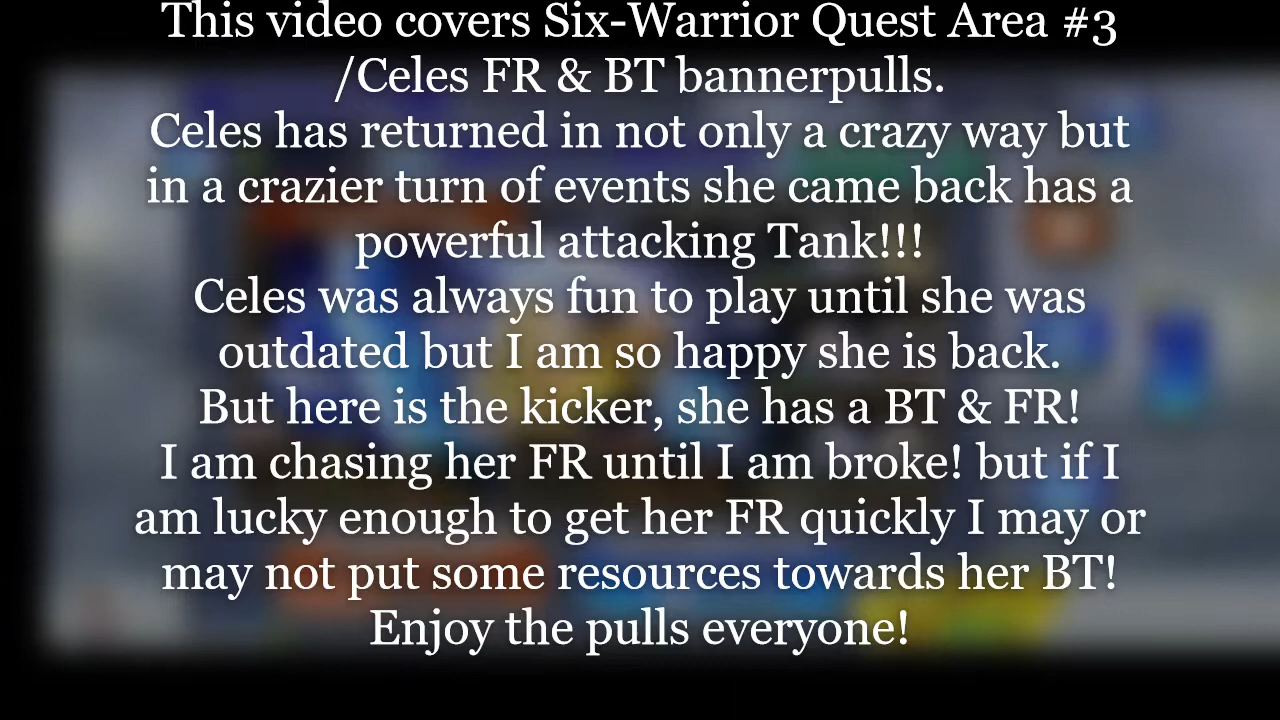 This video covers Six-Warrior Quest Area #3
/Celes FR & BT bannerpulls.
Celes has returned in not only a crazy way but
in a crazier turn of events she came back has a
powerful attacking Tank!!!
Celes was always fun to play until she was
outdated but I am so happy she is back.
But here is the kicker, she has a BT & FR!
I am chasing her FR until I am broke! but if I
am lucky enough to get her FR quickly I may or
may not put some resources towards her BT!
Enjoy the pulls everyone!